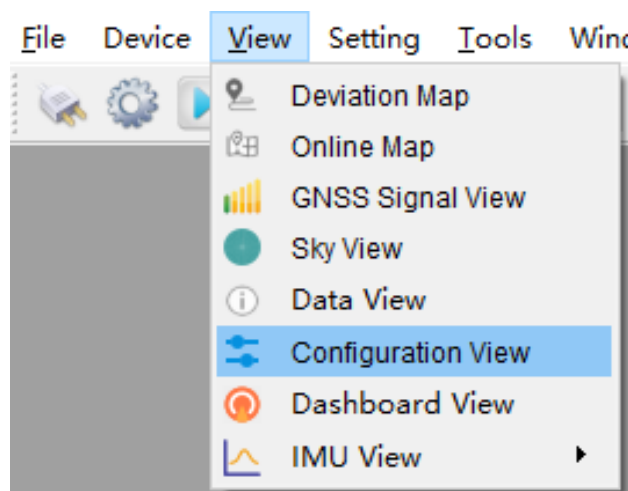 File Device View Setting Tools
Deviation Map
Online Map
GNSS Signal View
Sky View
Data View
Configuration View
Dashboard View
IMU View